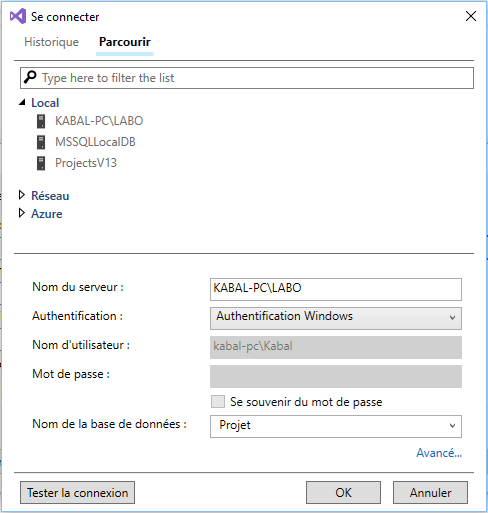 Se connecter
Historique Parcourir
Type here to filter the list
Local
KABAL-PC\LABO
MSSQLLocalDB
ProjectsV13
Réseau
Azure
Nom du serveur : KABAL-PC\LABO
Authentification : Authentification Windows
Nom d'utilisateur : kabal-pc\Kabal
Mot de passe :
Se souvenir du mot de passe
Nom de la base de données : Projet
Avancé...
Tester la connexion OK Annuler